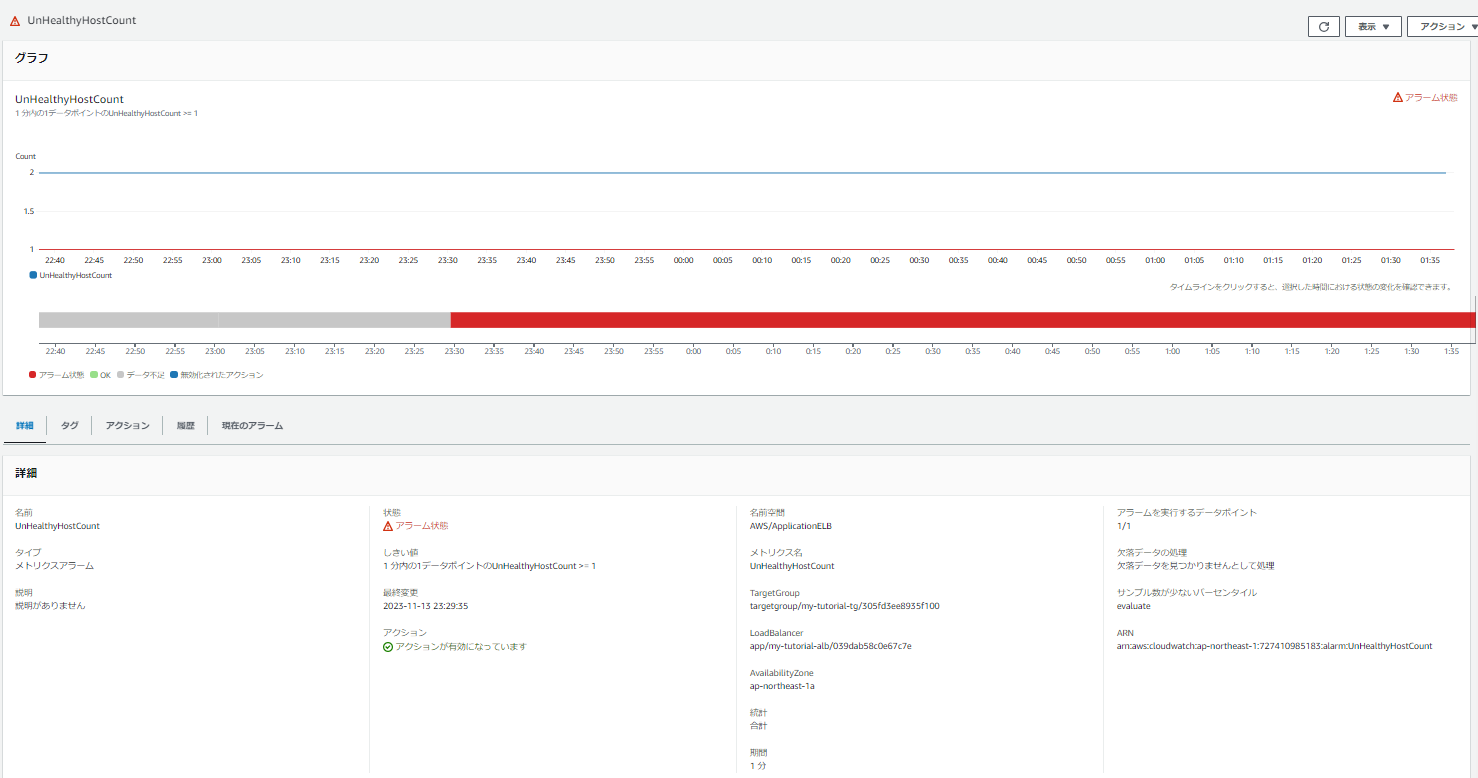 UnHealthyHostCount
表示 ▼
アクション ▼
グラフ
UnHealthyHostCount
アラーム状態
1 分内の1データポイントのUnHealthyHostCount >= 1
Count
2
1.5
1
22:40 22:45 22:50 22:55 23:00 23:05 23:10 23:15 23:20 23:25 23:30 23:35 23:40 23:45 23:50 23:55 00:00 00:05 00:10 00:15 00:20 00:25 00:30 00:35 00:40 00:45 00:50 00:55 01:00 01:05 01:10 01:15 01:20 01:25 01:30 01:35
UnHealthyHostCount
タイムラインをクリックすると、選択した時間における状態の変化を確認できます。
22:40 22:45 22:50 22:55 23:00 23:05 23:10 23:15 23:20 23:25 23:30 23:35 23:40 23:45 23:50 23:55 0:00 0:05 0:10 0:15 0:20 0:25 0:30 0:35 0:40 0:45 0:50 0:55 1:00 1:05 1:10 1:15 1:20 1:25 1:30 1:35
アラーム状態 OK データ不足 無効化されたアクション
詳細 タグ アクション 履歴 現在のアラーム
詳細
名前
UnHealthyHostCount
タイプ
メトリクスアラーム
説明
説明がありません
状態
アラーム状態
しきい値
1 分内の1データポイントのUnHealthyHostCount >= 1
最終変更
2023-11-13 23:29:35
アクション
アクションが有効になっています
名前空間
AWS/ApplicationELB
メトリクス名
UnHealthyHostCount
TargetGroup
targetgroup/my-tutorial-tg/305fd3ee8935f100
LoadBalancer
app/my-tutorial-alb/039dab58c0e67c7e
AvailabilityZone
ap-northeast-1a
統計
合計
期間
1 分
アラームを実行するデータポイント
1/1
欠落データの処理
欠落データを見つかりませんとして処理
サンプル数が少ないパーセンタイル
evaluate
ARN
arn:aws:cloudwatch:ap-northeast-1:727410985183:alarm:UnHealthyHostCount